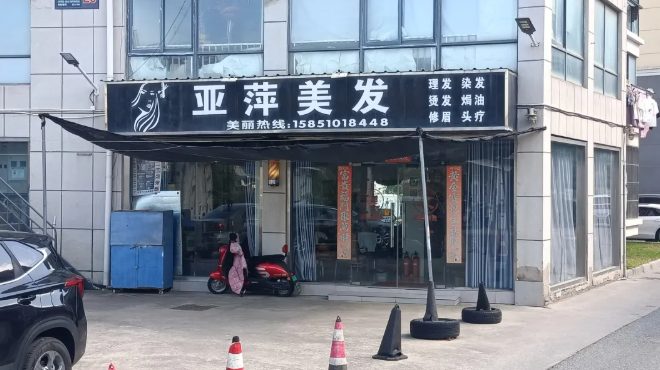 亚萍美发
美丽热线:15851018448
理发 染发
烫发 焗油
修眉 头疗